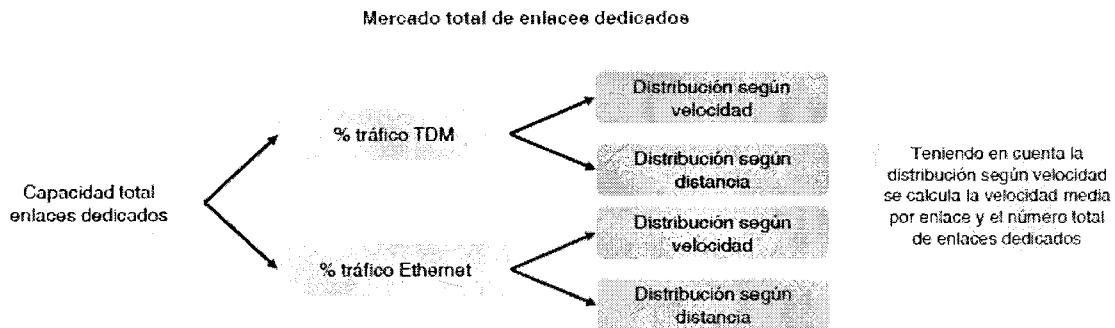 Mercado total de enlaces dedicados
Capacidad total
enlaces dedicados
% tráfico TDM
% tráfico Ethernet
Distribución según
velocidad
Distribución según
distancia
Distribución según
velocidad
Distribución según
distancia
Teniendo en cuenta la
distribución según velocidad
se calcula la velocidad media
por enlace y el número total
de enlaces dedicados